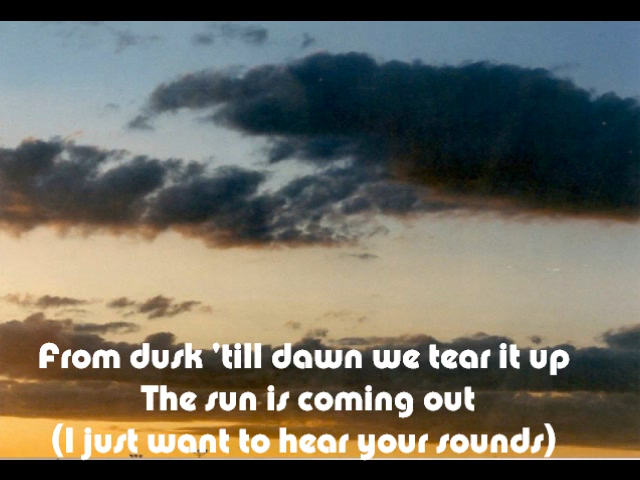 From dusk 'till dawn we tear it up
The sun is coming out
(I just want to hear your sounds)